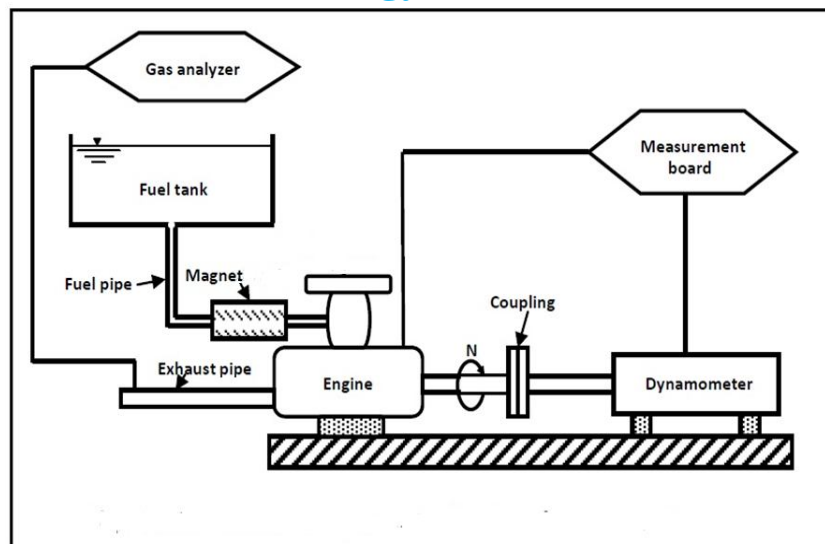 Gas analyzer
Measurement
board
Fuel tank
Magnet
Fuel pipe
Coupling
N
Exhaust pipe
Engine
Dynamometer